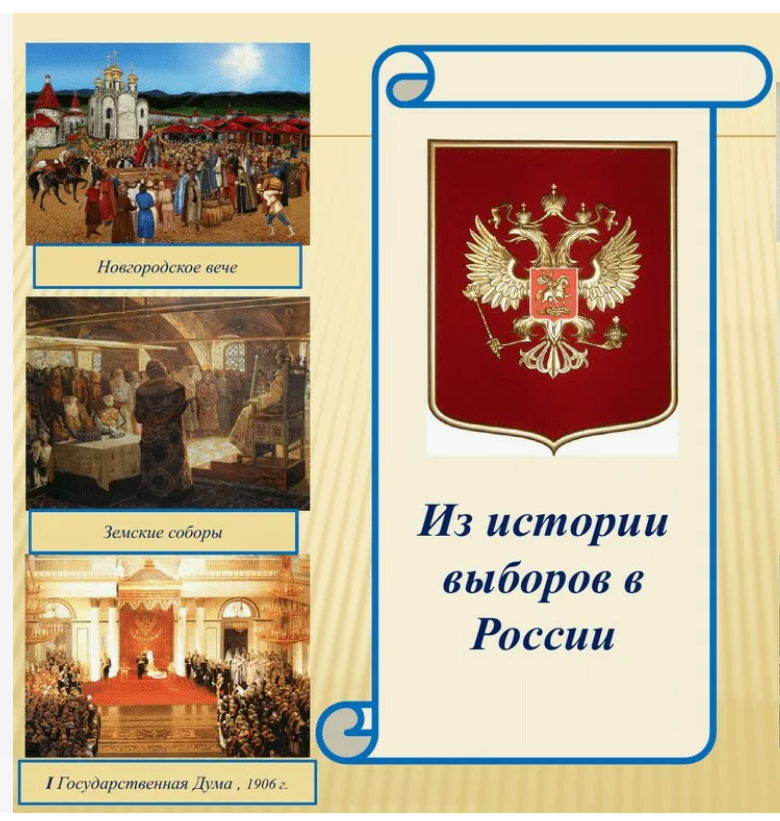 Новгородское вече
Земские соборы
I Государственная Дума , 1906 г.
Из истории
выборов в
России